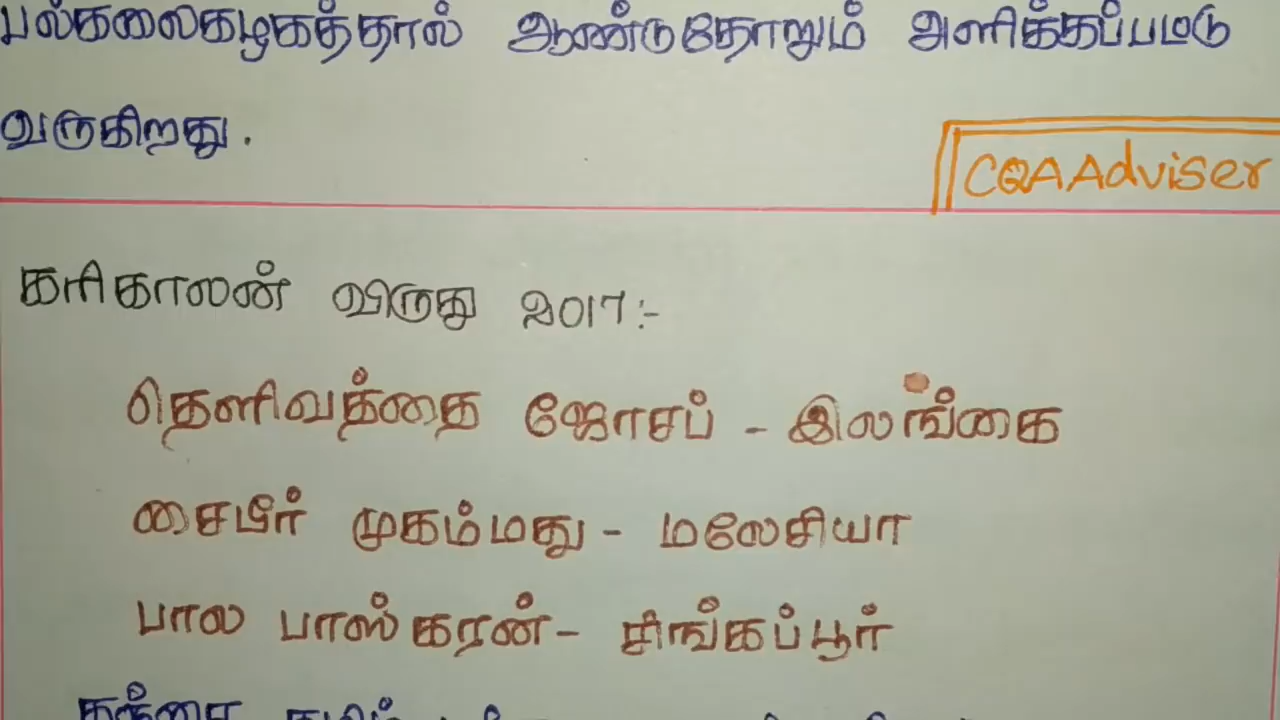 பல்கலைகழகத்தால் ஆண்டுதோறும் அளிக்கப்பட்டு
வருகிறது.
CQAAdviser
கரிகாலன் விருது 2017:-
தெளிவத்தை ஜோசப் - இலங்கை
சைபீர் முகம்மது - மலேசியா
பால பாஸ்கரன் - சிங்கப்பூர்